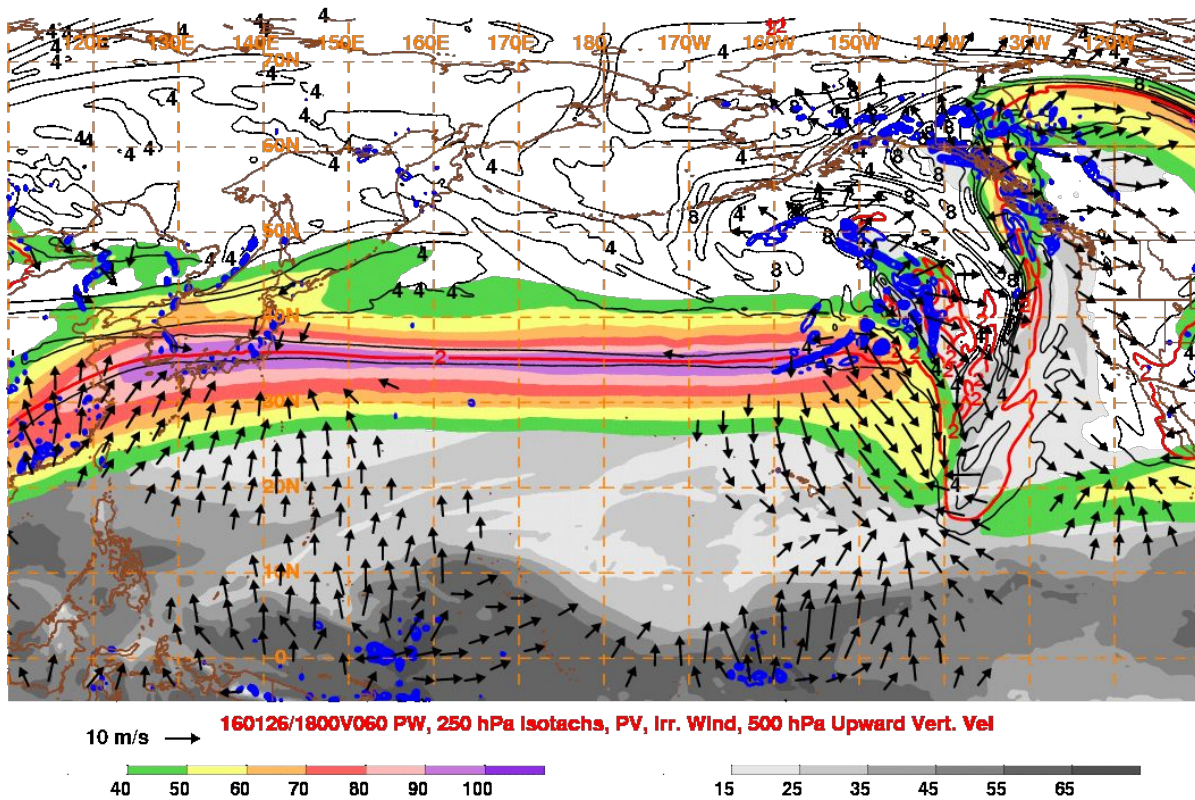 120E 130E 140E 150E 160E 170E 180 170W 160W 150W 140W 130W 120W
70N
60N
50N
40N
30N
20N
10N
0
160126/1800V060 PW, 250 hPa Isotachs, PV, Irr. Wind, 500 hPa Upward Vert. Vel
10 m/s
40 50 60 70 80 90 100
15 25 35 45 55 65